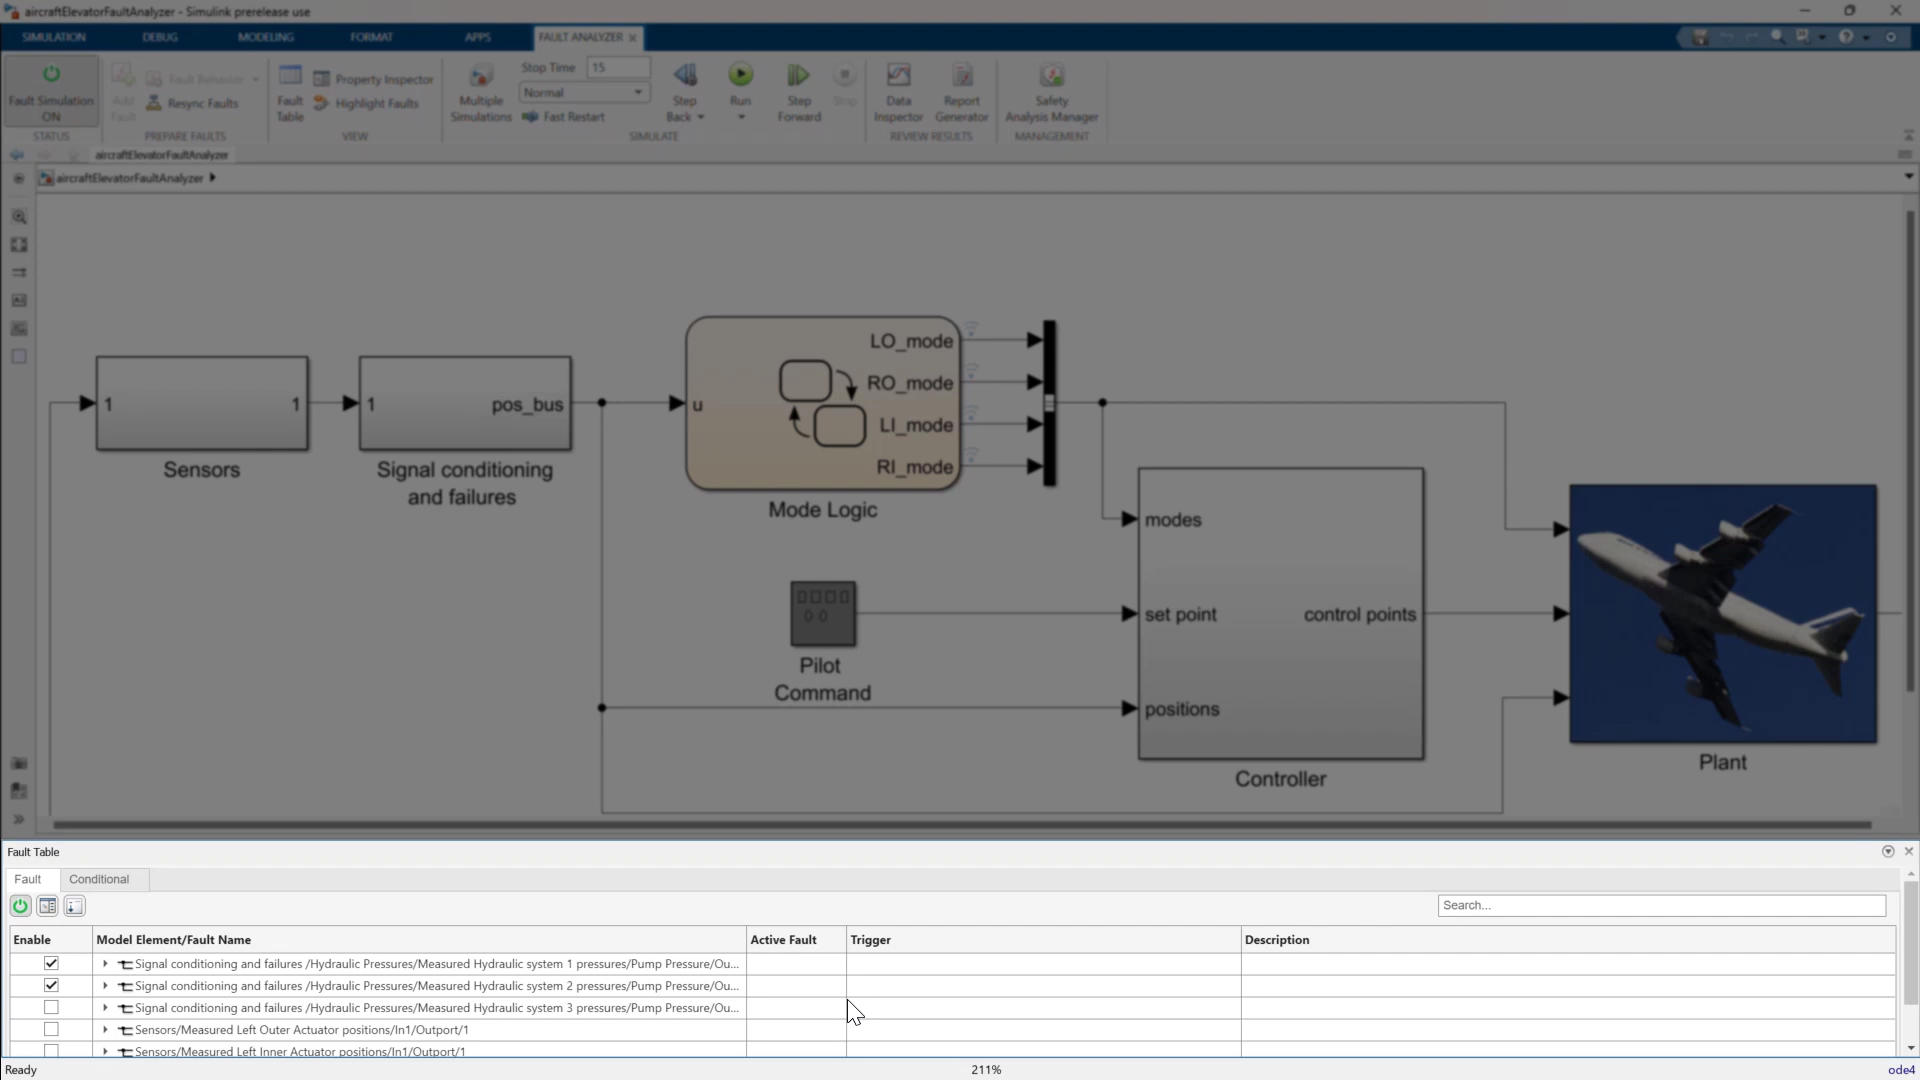 aircraftElevatorFaultAnalyzer - Simulink prerelease use
SIMULATION DEBUG MODELING FORMAT APPS FAULT ANALYZER
Fault Simulation ON
STATUS
Add Fault
Fault Behavior
Resync Faults
PREPARE FAULTS
Fault Table
Property Inspector
Highlight Faults
VIEW
Multiple Simulations
Stop Time 15
Normal
Fast Restart
Step Back
Run
Step Forward
Stop
SIMULATE
Data Inspector
Report Generator
REVIEW RESULTS
Safety Analysis Manager
MANAGEMENT
aircraftElevatorFaultAnalyzer
aircraftElevatorFaultAnalyzer
1 1
Sensors
1 pos_bus
Signal conditioning
and failures
u
LO_mode
RO_mode
LI_mode
RI_mode
Mode Logic
Pilot
Command
modes
set point
control points
positions
Controller
Plant
Fault Table
Fault Conditional
Search...
Enable Model Element/Fault Name Active Fault Trigger Description
Signal conditioning and failures /Hydraulic Pressures/Measured Hydraulic system 1 pressures/Pump Pressure/Ou...
Signal conditioning and failures /Hydraulic Pressures/Measured Hydraulic system 2 pressures/Pump Pressure/Ou...
Signal conditioning and failures /Hydraulic Pressures/Measured Hydraulic system 3 pressures/Pump Pressure/Ou...
Sensors/Measured Left Outer Actuator positions/In1/Outport/1
Sensors/Measured Left Inner Actuator positions/In1/Outport/1
Ready 211% ode4